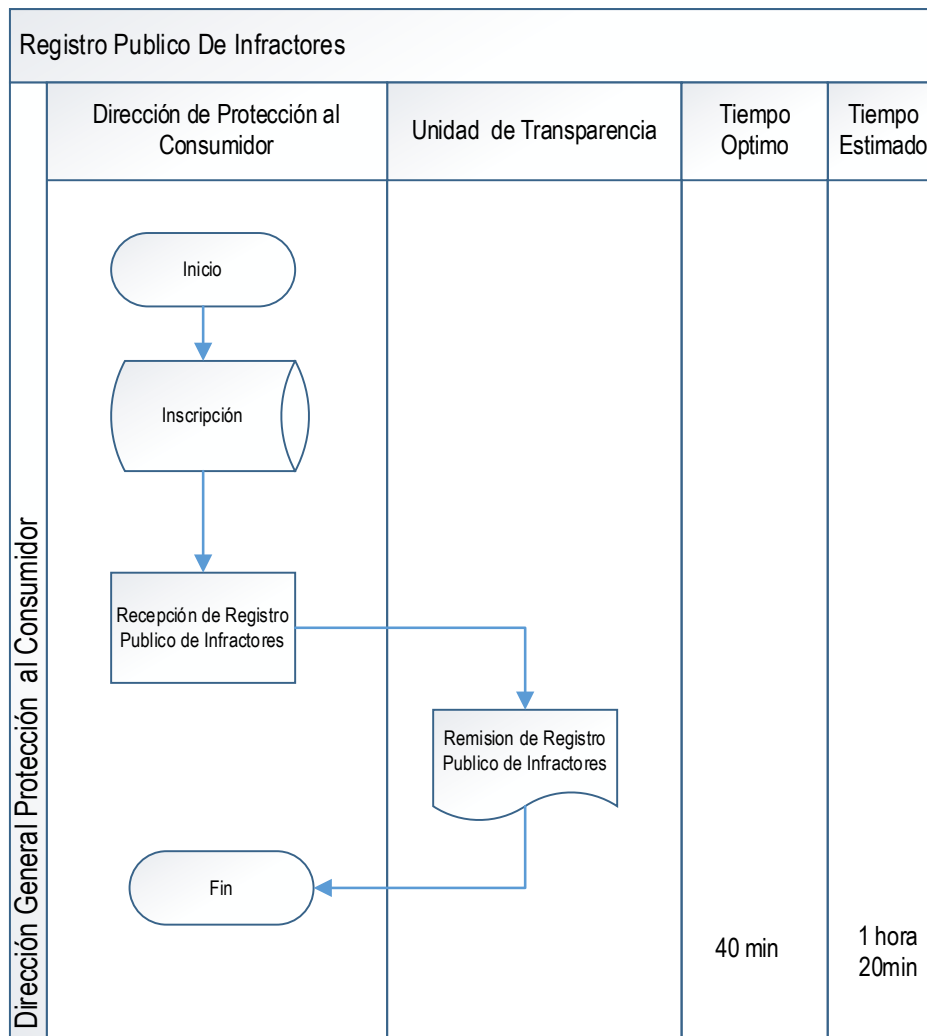 Registro Publico De Infractores
Dirección de Protección al
Consumidor
Unidad de Transparencia
Tiempo
Optimo
Tiempo
Estimado
Dirección General Protección al Consumidor
Inicio
Inscripción
Recepción de Registro
Publico de Infractores
Remision de Registro
Publico de Infractores
Fin
40 min
1 hora
20min